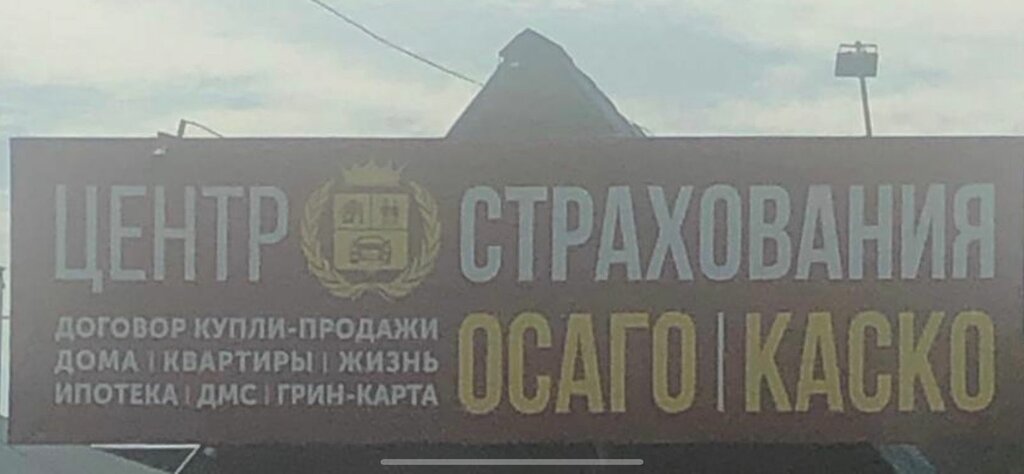 ЦЕНТР СТРАХОВАНИЯ
ДОГОВОР КУПЛИ-ПРОДАЖИ
ДОМА | КВАРТИРЫ | ЖИЗНЬ
ИПОТЕКА | ДМС | ГРИН-КАРТА
ОСАГО | КАСКО